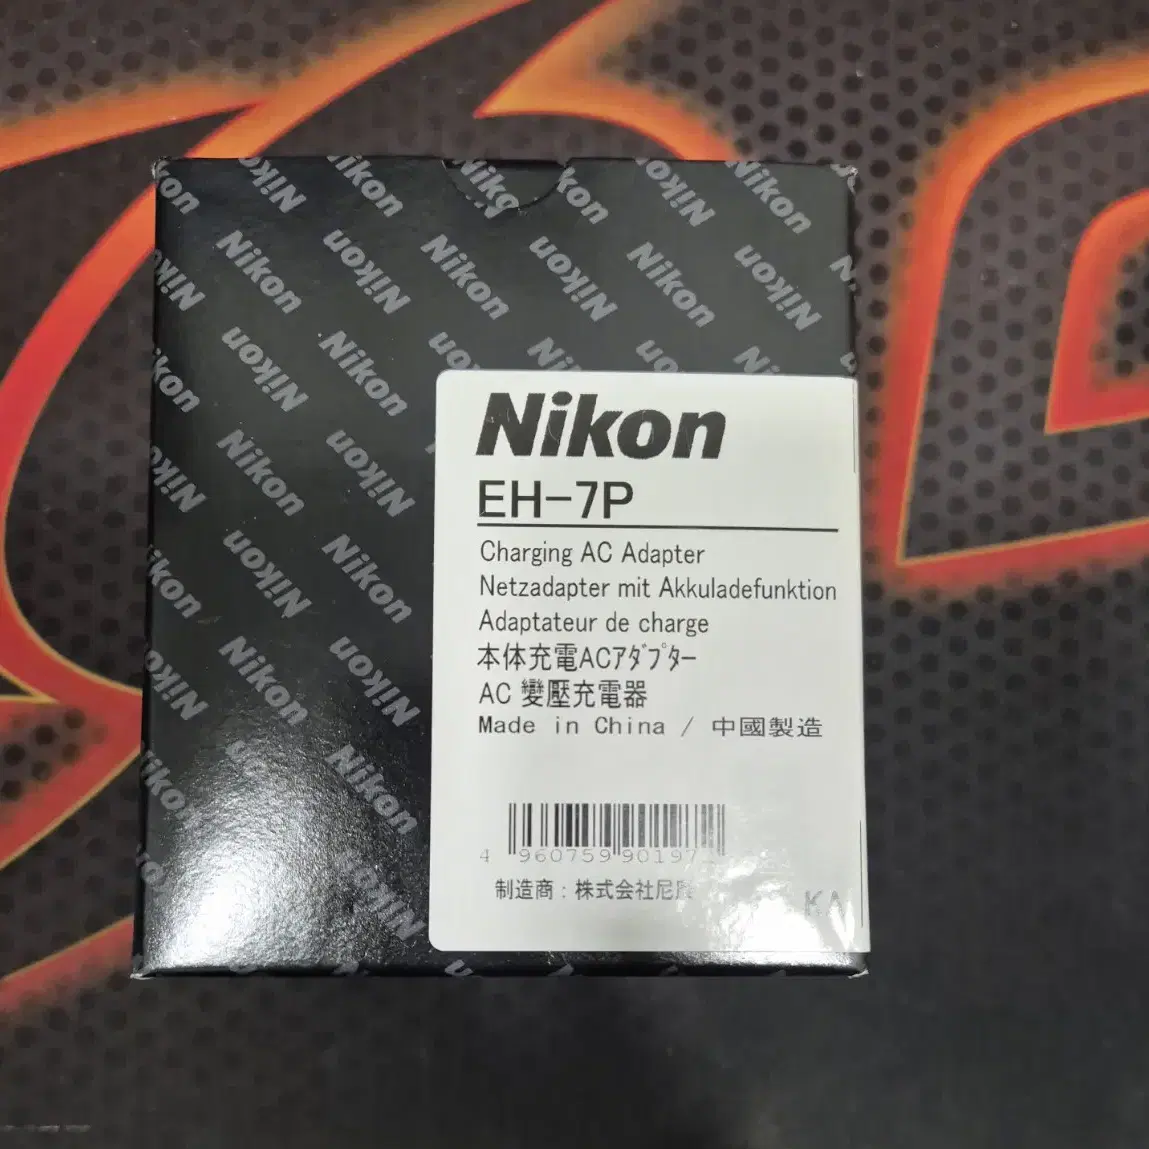 Nikon
EH-7P
Charging AC Adapter
Netzadapter mit Akkuladefunktion
Adaptateur de charge
本体充電ACアダプター
AC 變壓充電器
Made in China / 中國製造
4 960759 90197
制造商：株式会社尼康
KA